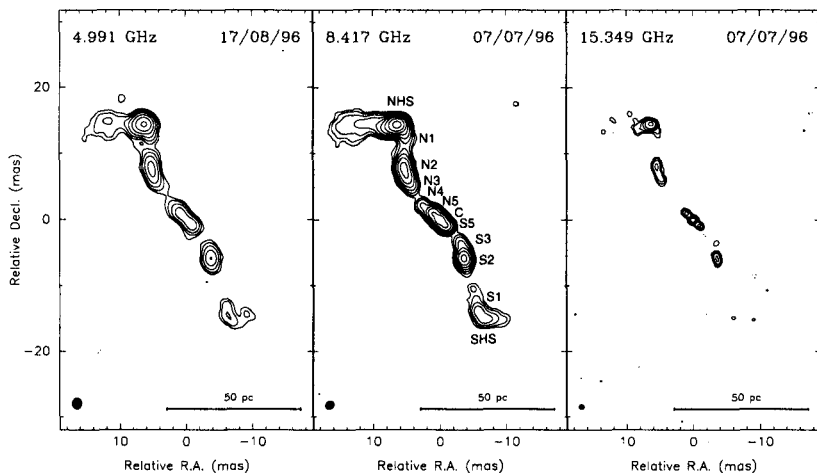 4.991 GHz 17/08/96
8.417 GHz 07/07/96
15.349 GHz 07/07/96
Relative Decl. (mas)
20
0
-20
NHS
N1
N2
N3
N4
N5
C
S5
S3
S2
S1
SHS
50 pc
50 pc
50 pc
10 0 -10
10 0 -10
10 0 -10
Relative R.A. (mas)
Relative R.A. (mas)
Relative R.A. (mas)